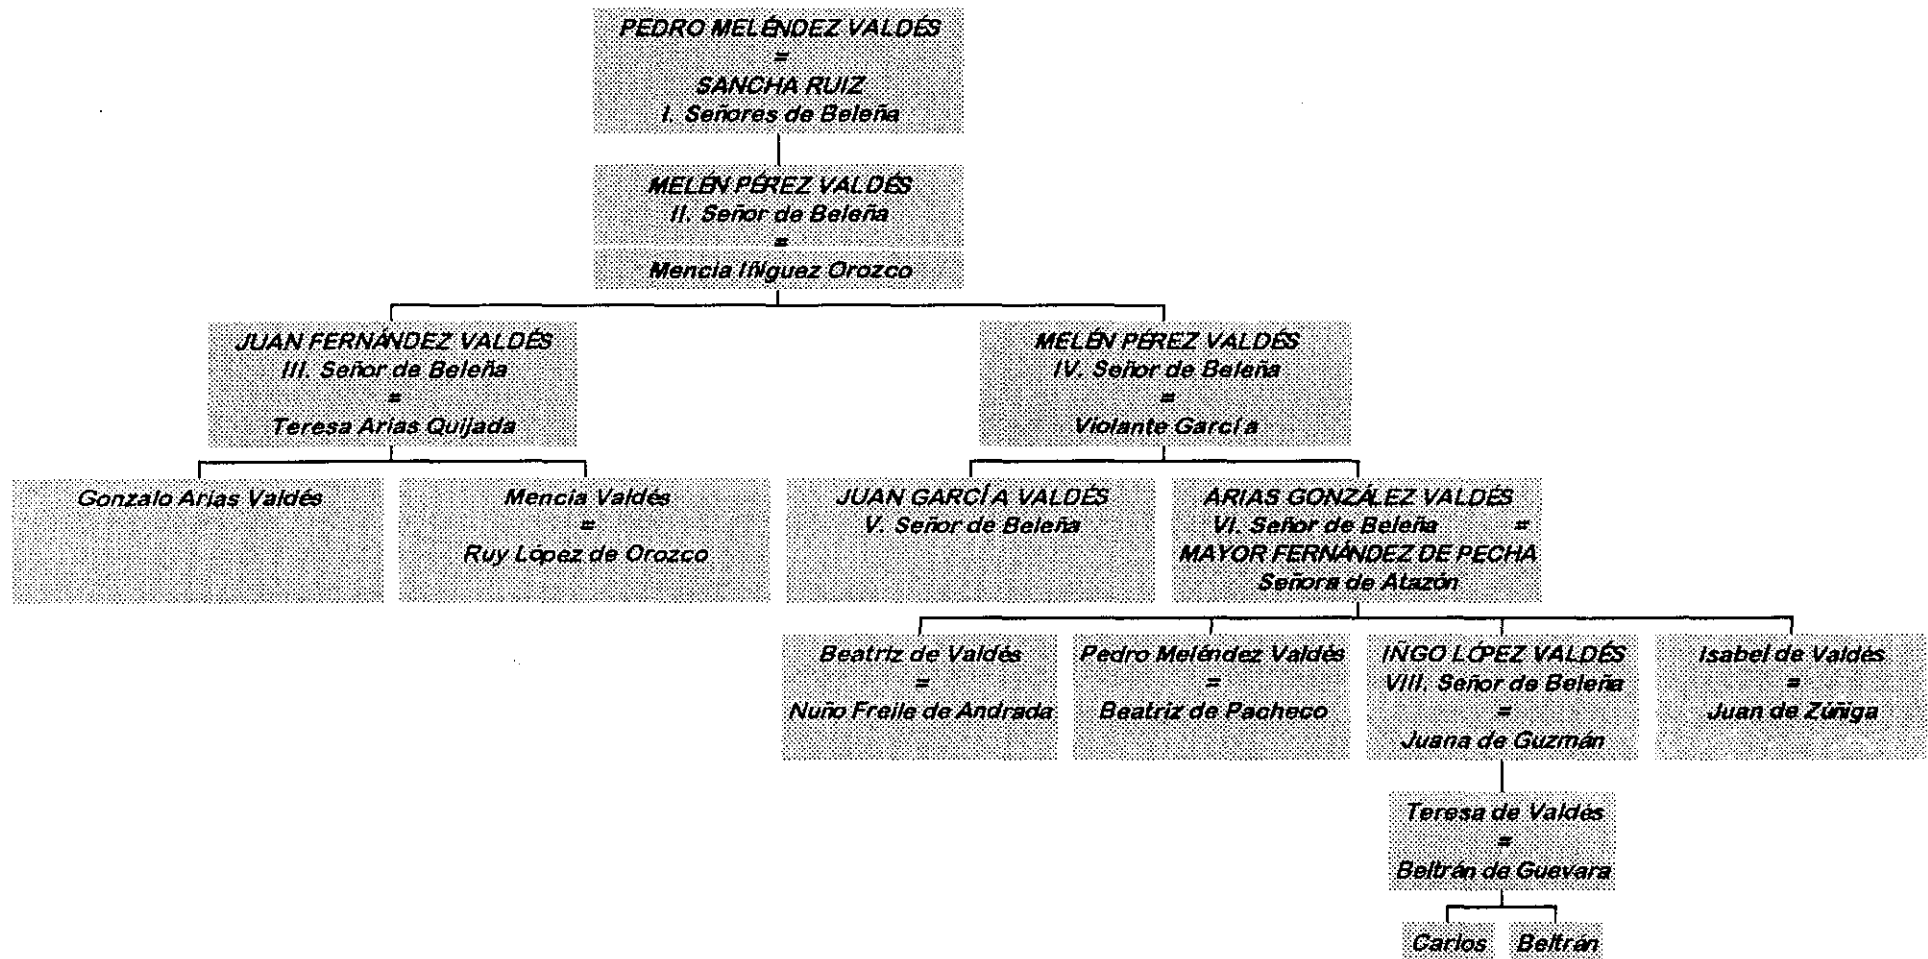 PEDRO MELÉNDEZ VALDÉS
=
SANCHA RUIZ
I. Señores de Beleña
MELÉN PÉREZ VALDÉS
II. Señor de Beleña
=
Mencia Iñiguez Orozco
JUAN FERNÁNDEZ VALDÉS
III. Señor de Beleña
=
Teresa Arias Quijada
MELÉN PÉREZ VALDÉS
IV. Señor de Beleña
=
Violante García
Gonzalo Arias Valdés
Mencia Valdés
=
Ruy López de Orozco
JUAN GARCÍA VALDÉS
V. Señor de Beleña
ARIAS GONZÁLEZ VALDÉS
VI. Señor de Beleña =
MAYOR FERNÁNDEZ DE PECHA
Señora de Atazón
Beatriz de Valdés
=
Nuño Freile de Andrada
Pedro Meléndez Valdés
=
Beatriz de Pacheco
IÑGO LÓPEZ VALDÉS
VIII. Señor de Beleña
=
Juana de Guzmán
Isabel de Valdés
=
Juan de Zúñiga
Teresa de Valdés
=
Beltrán de Guevara
Carlos
Beltrán